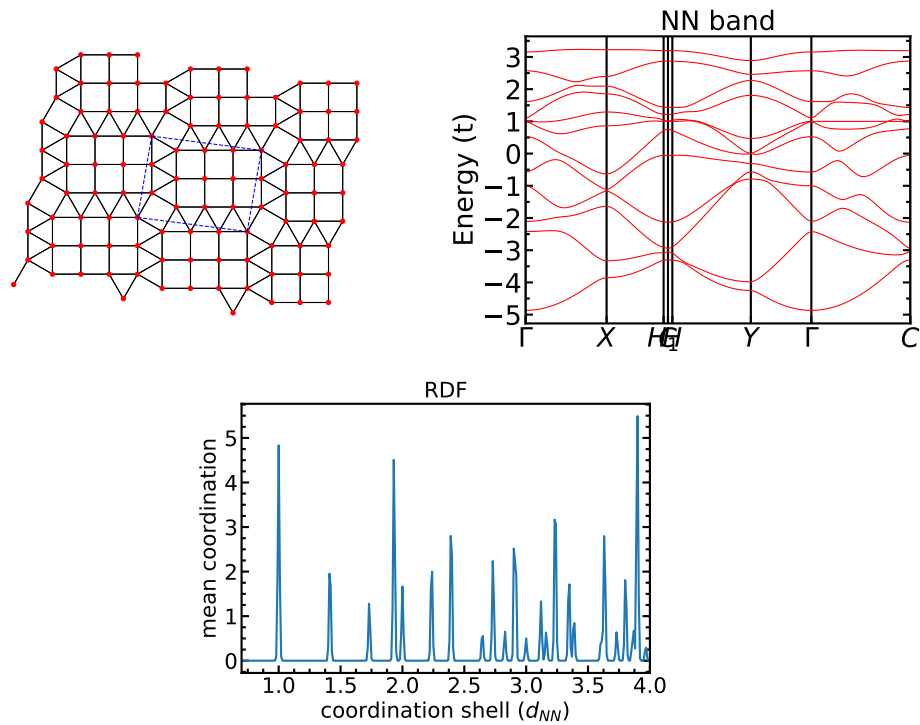 NN band
Energy (t)
3
2
1
0
−1
−2
−3
−4
−5
Γ X H H Y Γ C
RDF
mean coordination
5
4
3
2
1
0
1.0 1.5 2.0 2.5 3.0 3.5 4.0
coordination shell (d_NN)